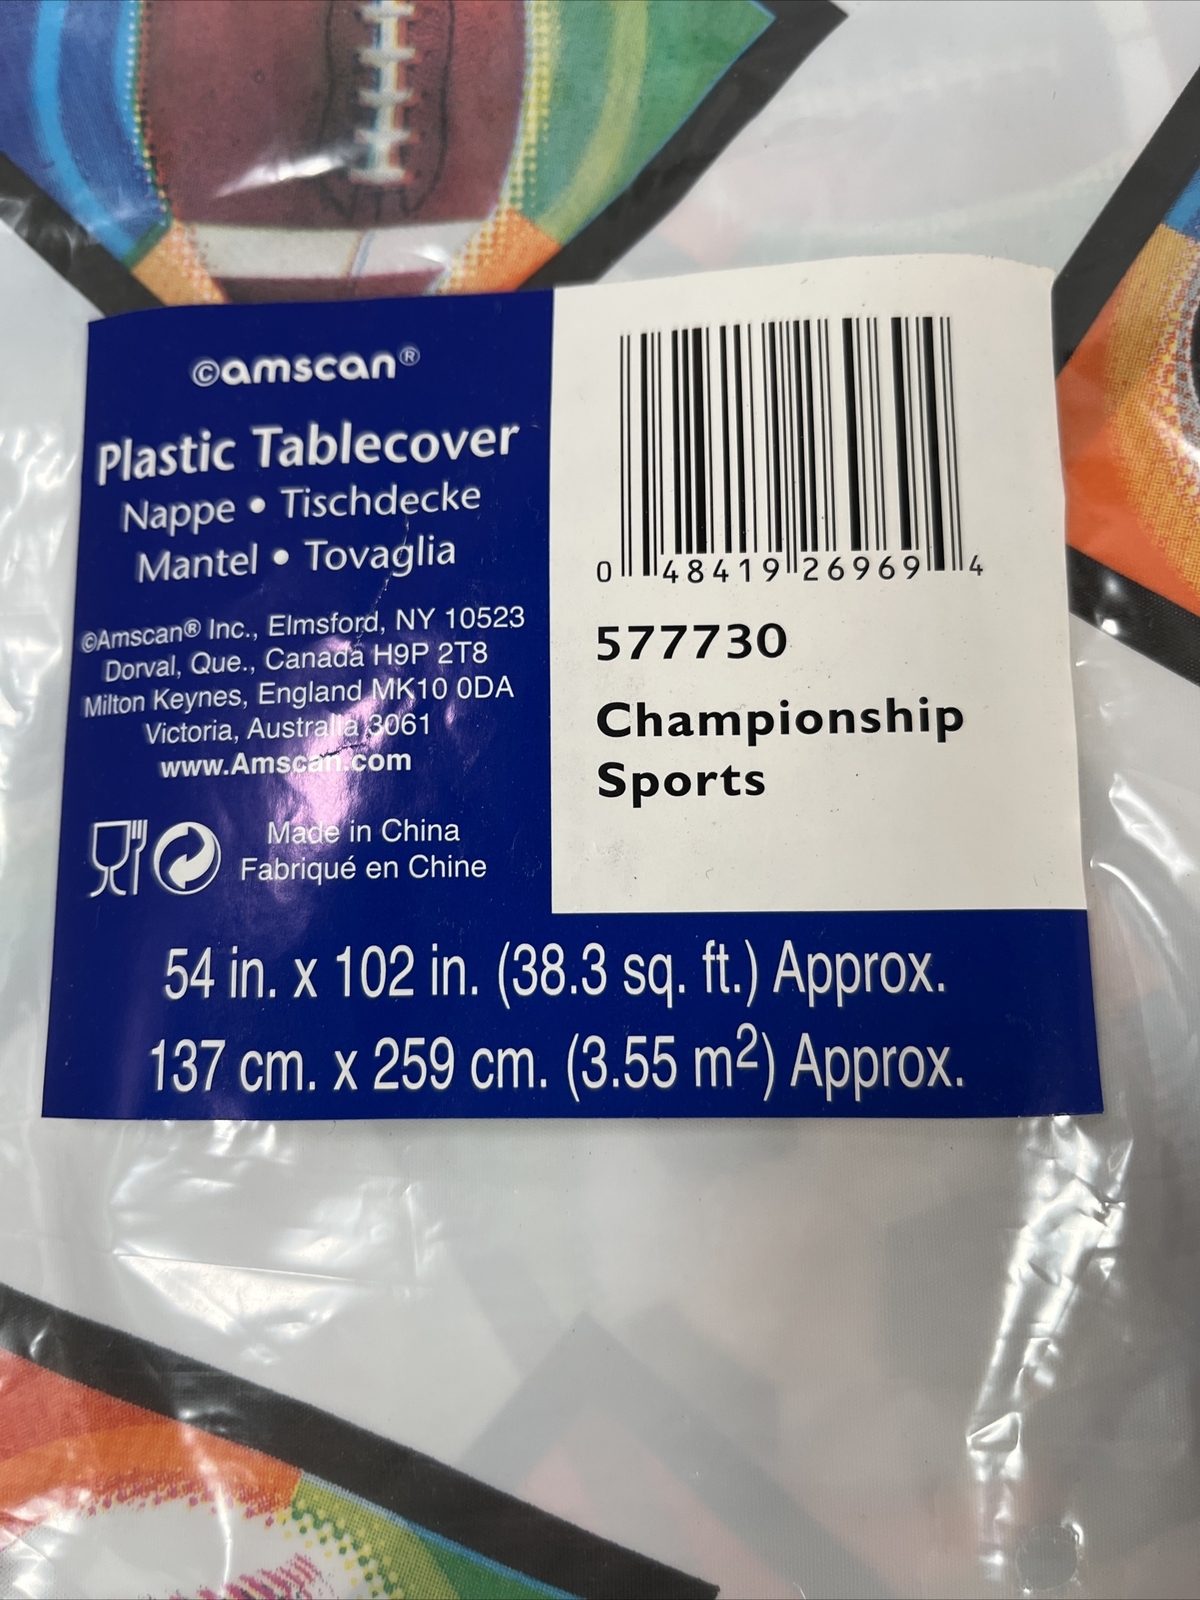 ©amscan®
Plastic Tablecover
Nappe • Tischdecke
Mantel • Tovaglia
©Amscan® Inc., Elmsford, NY 10523
Dorval, Que., Canada H9P 2T8
Milton Keynes, England MK10 0DA
Victoria, Australia 3061
www.Amscan.com
Made in China
Fabriqué en Chine
0 48419 26969 4
577730
Championship
Sports
54 in. x 102 in. (38.3 sq. ft.) Approx.
137 cm. x 259 cm. (3.55 m²) Approx.